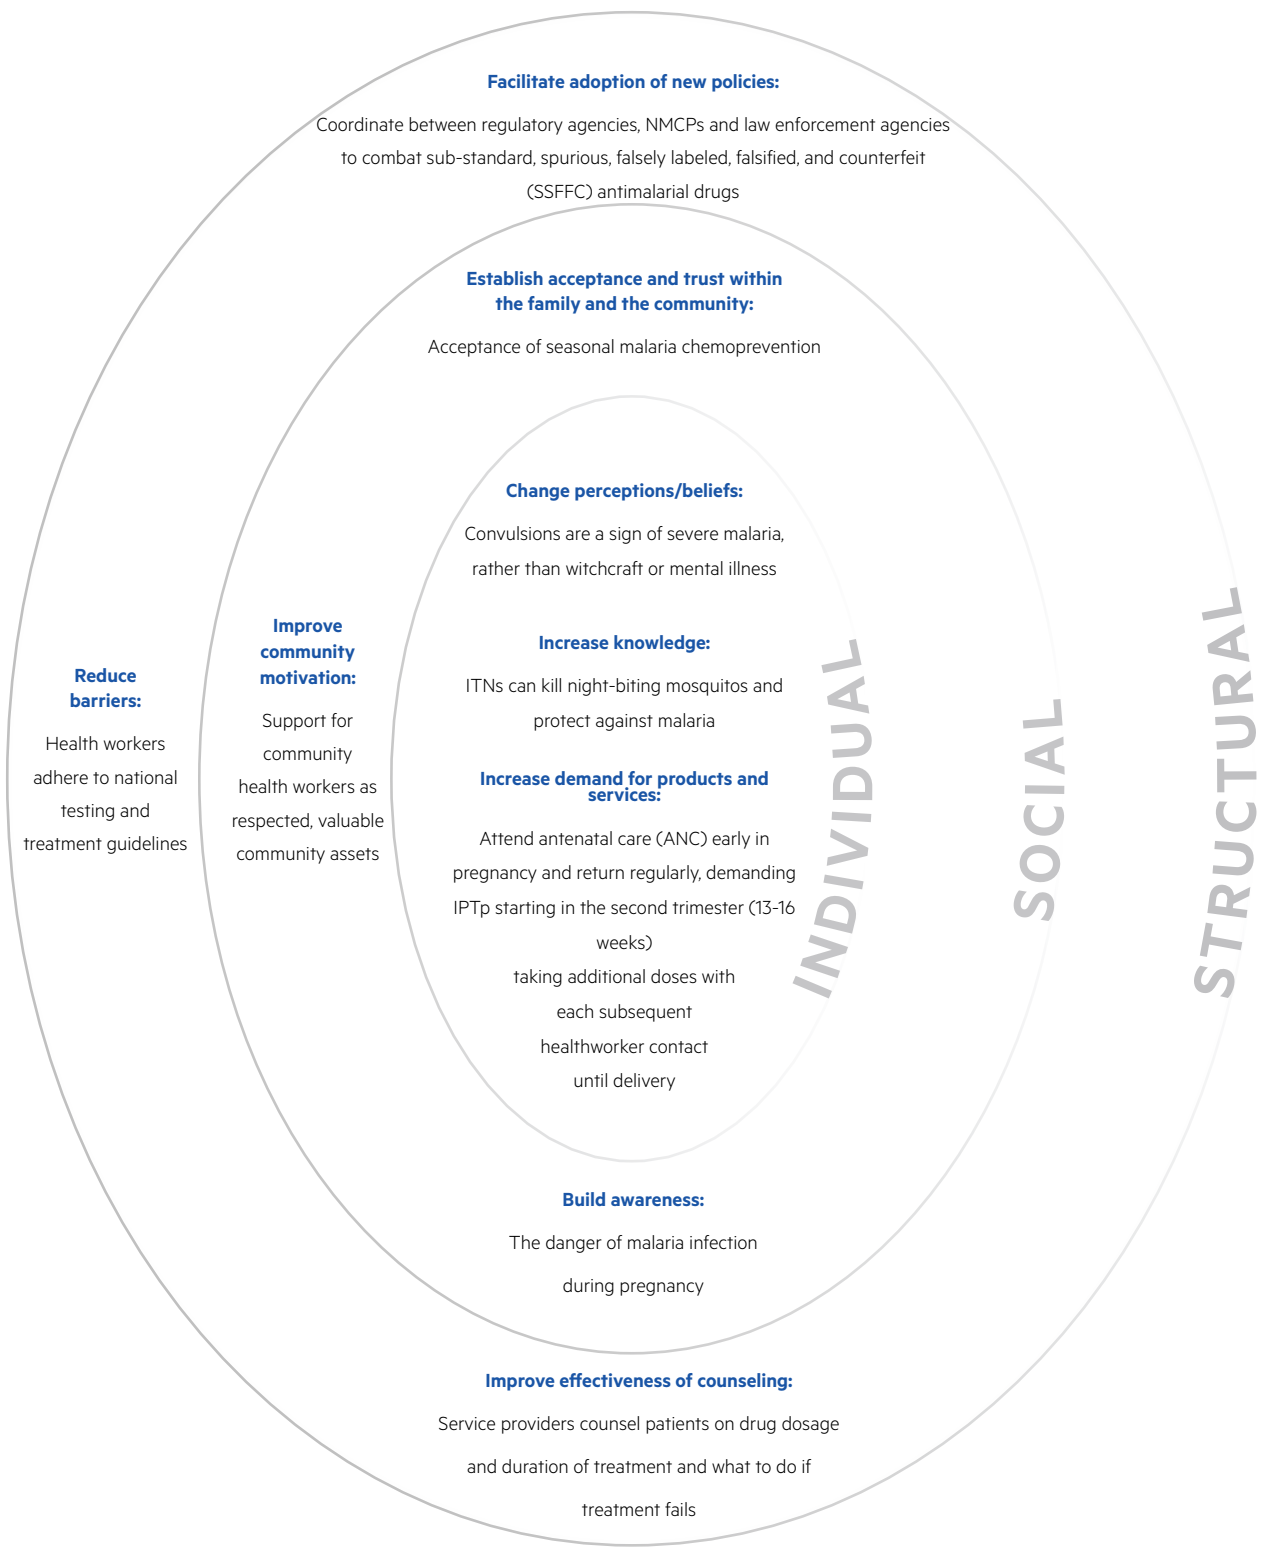 Facilitate adoption of new policies:
Coordinate between regulatory agencies, NMCPs and law enforcement agencies
to combat sub-standard, spurious, falsely labeled, falsified, and counterfeit
(SSFFC) antimalarial drugs
Establish acceptance and trust within
the family and the community:
Acceptance of seasonal malaria chemoprevention
Change perceptions/beliefs:
Convulsions are a sign of severe malaria,
rather than witchcraft or mental illness
Increase knowledge:
ITNs can kill night-biting mosquitos and
protect against malaria
Increase demand for products and
services:
Attend antenatal care (ANC) early in
pregnancy and return regularly, demanding
IPTp starting in the second trimester (13-16
weeks)
taking additional doses with
each subsequent
healthworker contact
until delivery
Improve
community
motivation:
Support for
community
health workers as
respected, valuable
community assets
Reduce
barriers:
Health workers
adhere to national
testing and
treatment guidelines
INDIVIDUAL
SOCIAL
STRUCTURAL
Build awareness:
The danger of malaria infection
during pregnancy
Improve effectiveness of counseling:
Service providers counsel patients on drug dosage
and duration of treatment and what to do if
treatment fails